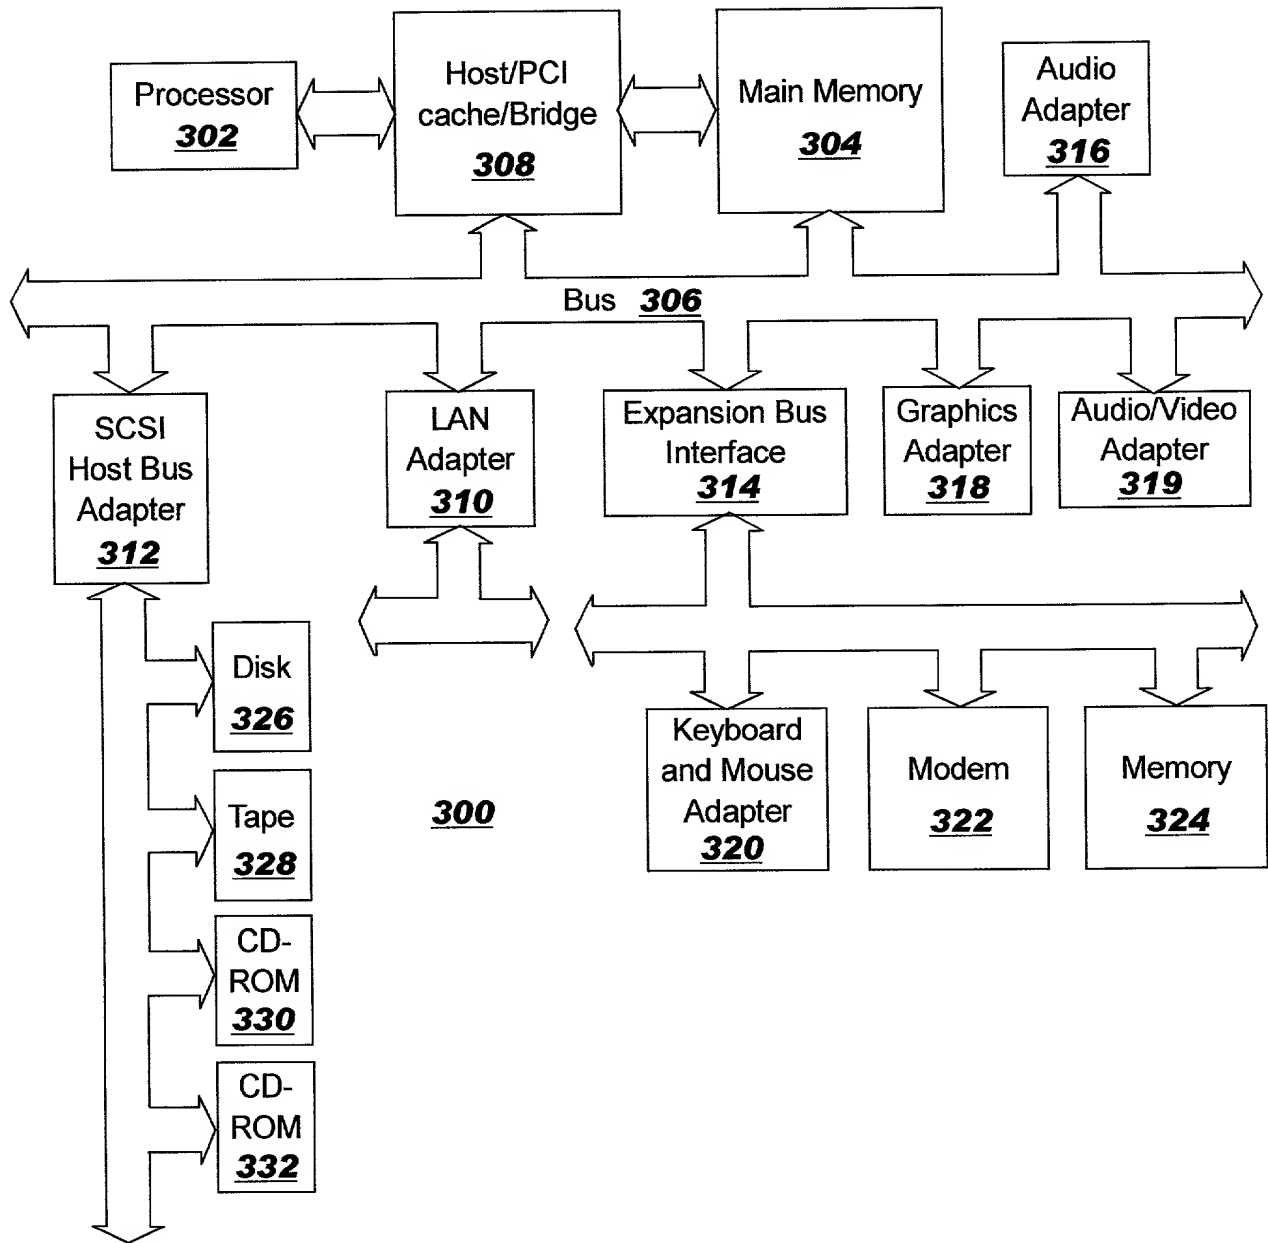 Processor
302
Host/PCI
cache/Bridge
308
Main Memory
304
Audio
Adapter
316
Bus 306
SCSI
Host Bus
Adapter
312
LAN
Adapter
310
Expansion Bus
Interface
314
Graphics
Adapter
318
Audio/Video
Adapter
319
Disk
326
Tape
328
CD-
ROM
330
CD-
ROM
332
300
Keyboard
and Mouse
Adapter
320
Modem
322
Memory
324